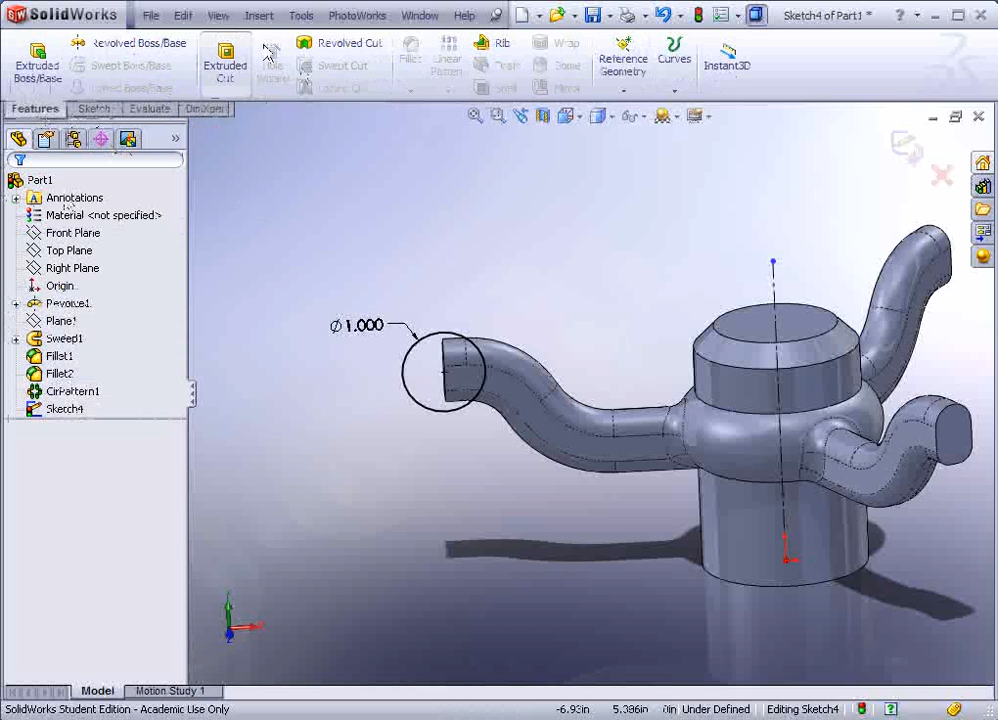 SolidWorks File Edit View Insert Tools PhotoWorks Window Help Sketch4 of Part1 *
Extruded Boss/Base
Revolved Boss/Base
Swept Boss/Base
Lofted Boss/Base
Extruded Cut
Hole Wizard
Revolved Cut
Swept Cut
Lofted Cut
Fillet
Linear Pattern
Rib
Draft
Shell
Wrap
Dome
Mirror
Reference Geometry
Curves
Instant3D
Features Sketch Evaluate DimXpert
Part1
Annotations
Material <not specified>
Front Plane
Top Plane
Right Plane
Origin
Revolve1
Plane1
Sweep1
Fillet1
Fillet2
CirPattern1
Sketch4
Ø1.000
Model Motion Study 1
SolidWorks Student Edition - Academic Use Only -6.93in 5.386in 0in Under Defined Editing Sketch4